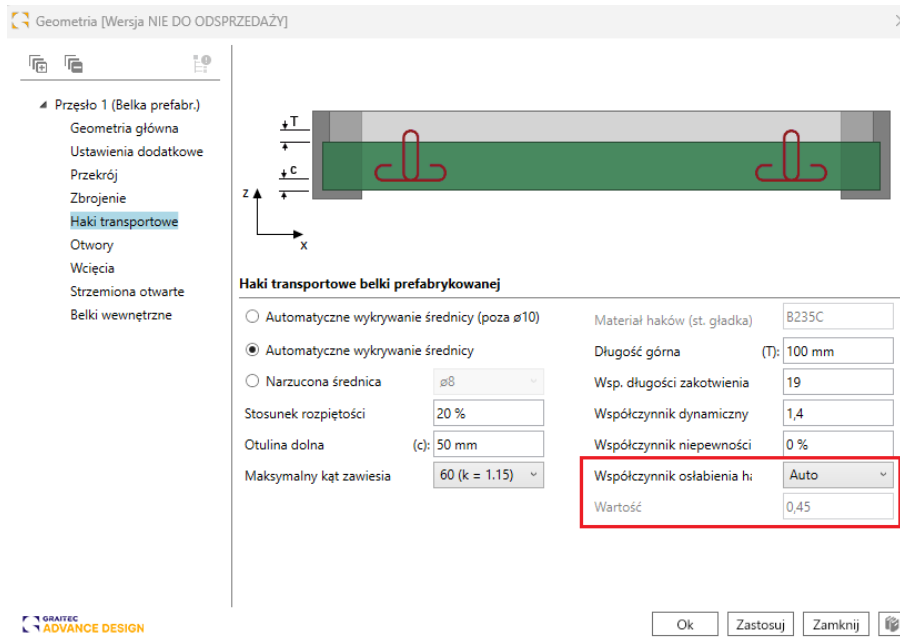 Geometria [Wersja NIE DO ODSPRZEDAŻY]
Przęsło 1 (Belka prefabr.)
Geometria główna
Ustawienia dodatkowe
Przekrój
Zbrojenie
Haki transportowe
Otwory
Wcięcia
Strzemiona otwarte
Belki wewnętrzne
T
c
z
x
Haki transportowe belki prefabrykowanej
Automatyczne wykrywanie średnicy (poza ø10)
Automatyczne wykrywanie średnicy
Narzucona średnica ø8
Stosunek rozpiętości 20 %
Otulina dolna (c): 50 mm
Maksymalny kąt zawiesia 60 (k = 1.15)
Materiał haków (st. gładka) B235C
Długość górna (T): 100 mm
Wsp. długości zakotwienia 19
Współczynnik dynamiczny 1,4
Współczynnik niepewności 0 %
Współczynnik osłabienia ha Auto
Wartość 0,45
GRAITEC
ADVANCE DESIGN
Ok Zastosuj Zamknij